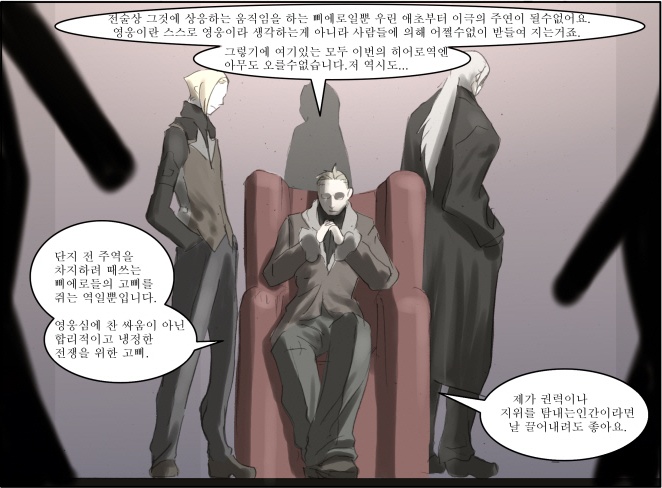 전술상 그것에 상응하는 움직임을 하는 삐에로일뿐 우린 애초부터 이극의 주연이 될수없어요.
영웅이란 스스로 영웅이라 생각하는게 아니라 사람들에 의해 어쩔수없이 받들여 지는거죠.
그렇기에 여기있는 모두 이번의 히어로역엔
아무도 오를수없습니다.저 역시도...
단지 전 주역을
차지하려 떼쓰는
삐에로들의 고삐를
쥐는 역일뿐입니다.
영웅심에 찬 싸움이 아닌
합리적이고 냉정한
전쟁을 위한 고삐.
제가 권력이나
지위를 탐내는인간이라면
날 끌어내려도 좋아요.